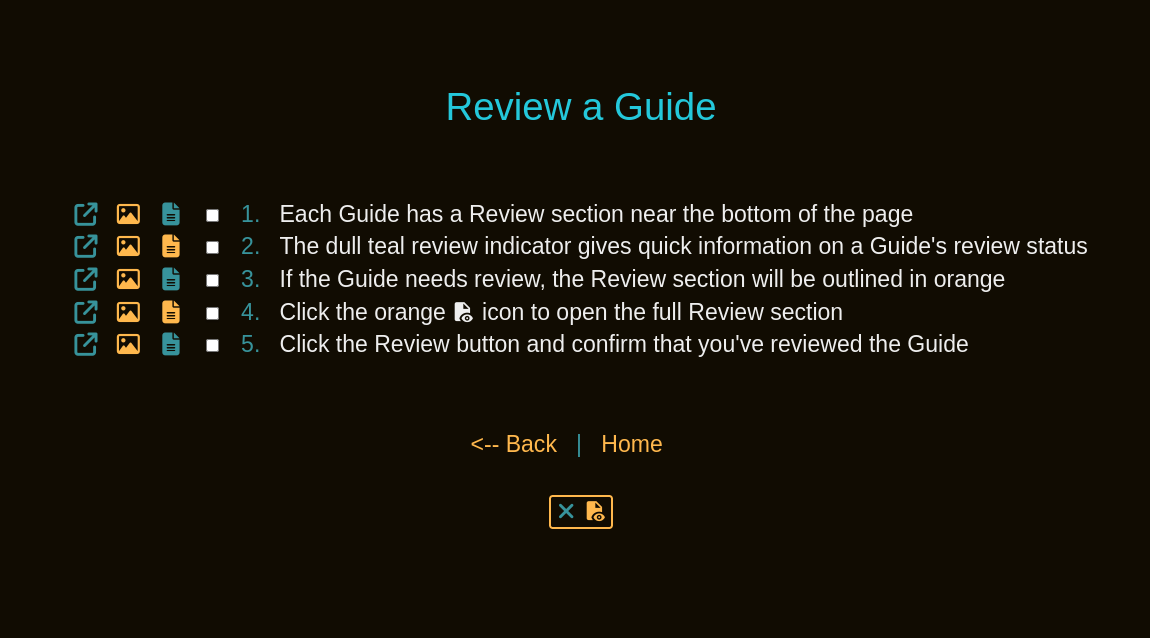 Review a Guide
1. Each Guide has a Review section near the bottom of the page
2. The dull teal review indicator gives quick information on a Guide's review status
3. If the Guide needs review, the Review section will be outlined in orange
4. Click the orange icon to open the full Review section
5. Click the Review button and confirm that you've reviewed the Guide
<-- Back | Home